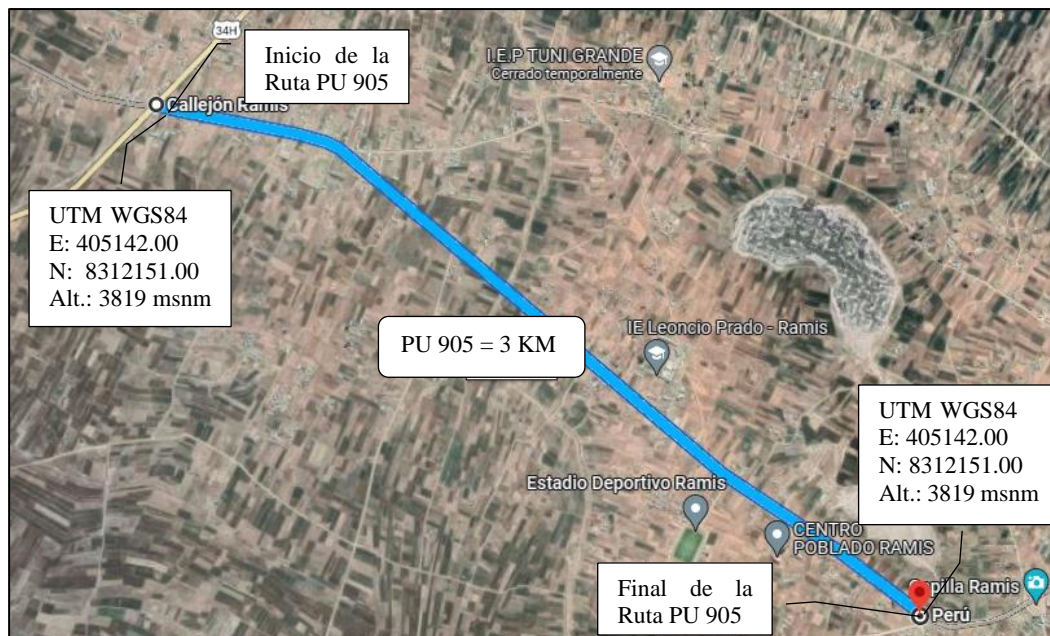 34H
Inicio de la
Ruta PU 905
I.E.P TUNI GRANDE
Cerrado temporalmente
Callejón Ramis
UTM WGS84
E: 405142.00
N: 8312151.00
Alt.: 3819 msnm
PU 905 = 3 KM
IE Leoncio Prado - Ramis
UTM WGS84
E: 405142.00
N: 8312151.00
Alt.: 3819 msnm
Estadio Deportivo Ramis
CENTRO
POBLADO RAMIS
Final de la
Ruta PU 905
Capilla Ramis
Perú